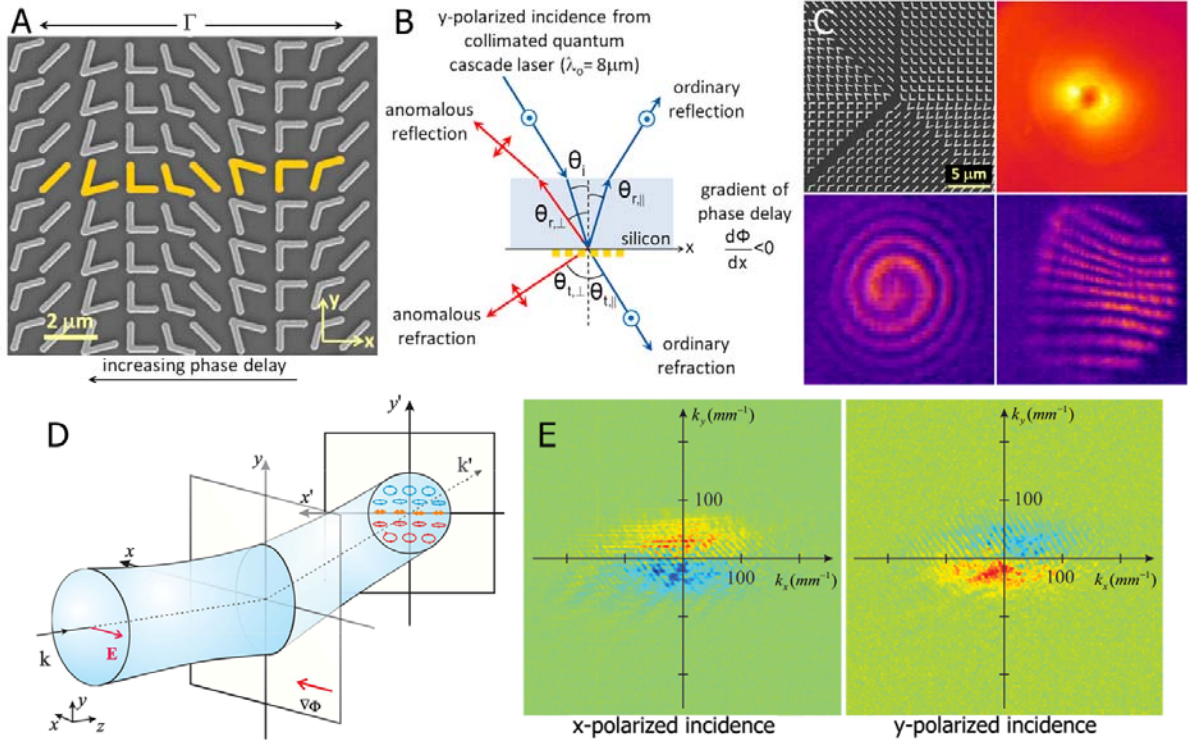 A
Γ
2 μm
y
x
increasing phase delay
B
y-polarized incidence from
collimated quantum
cascade laser (λo= 8μm)
anomalous
reflection
ordinary
reflection
θi
θr,||
θr,⊥
gradient of
phase delay
silicon
x
dΦ
dx
<0
θt,⊥
θt,||
anomalous
refraction
ordinary
refraction
C
5 μm
D
y'
y
k'
x'
x
k
E
y
x
z
∇Φ
E
ky(mm⁻¹)
100
100
kx(mm⁻¹)
x-polarized incidence
ky(mm⁻¹)
100
100
kx(mm⁻¹)
y-polarized incidence